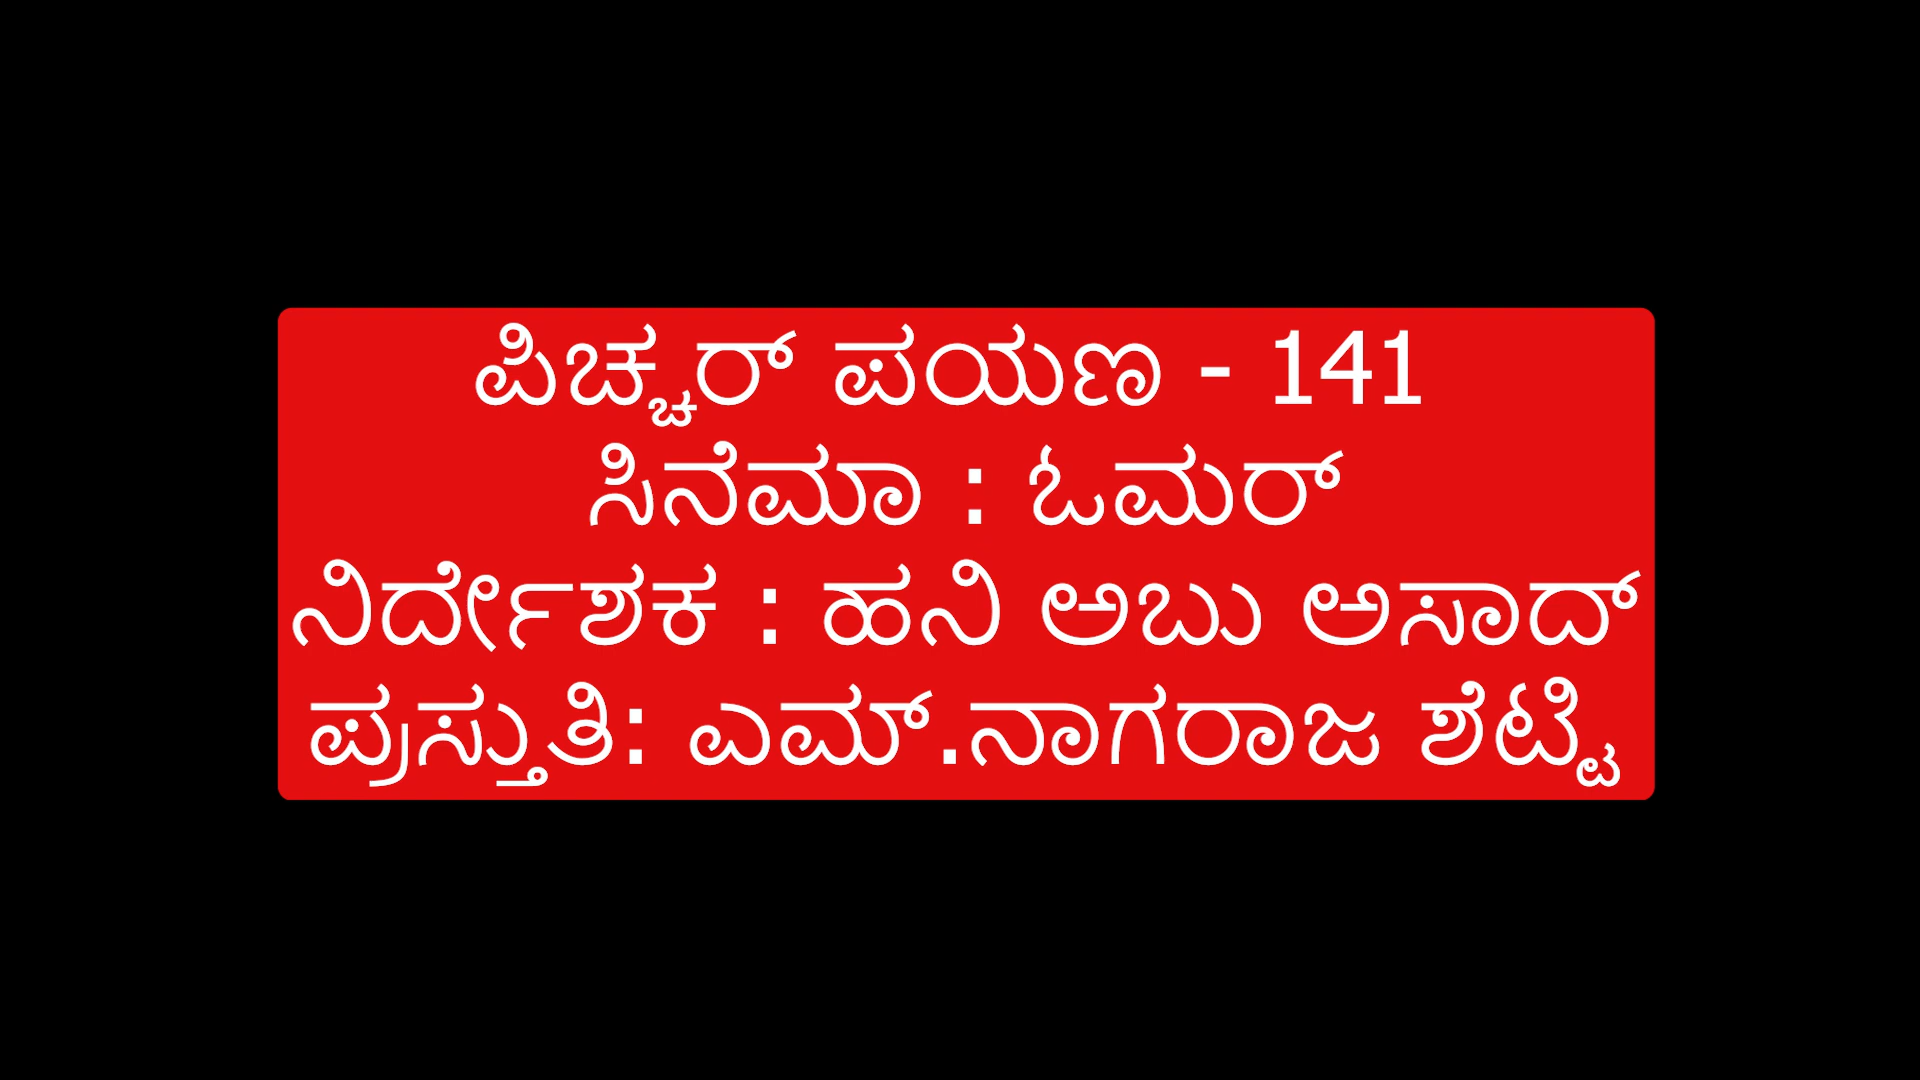 ಪಿಚ್ಚರ್ ಪಯಣ - 141
ಸಿನೆಮಾ : ಓಮರ್
ನಿರ್ದೇಶಕ : ಹನಿ ಅಬು ಅಸಾದ್
ಪ್ರಸ್ತುತಿ: ಎಮ್.ನಾಗರಾಜ ಶೆಟ್ಟಿ